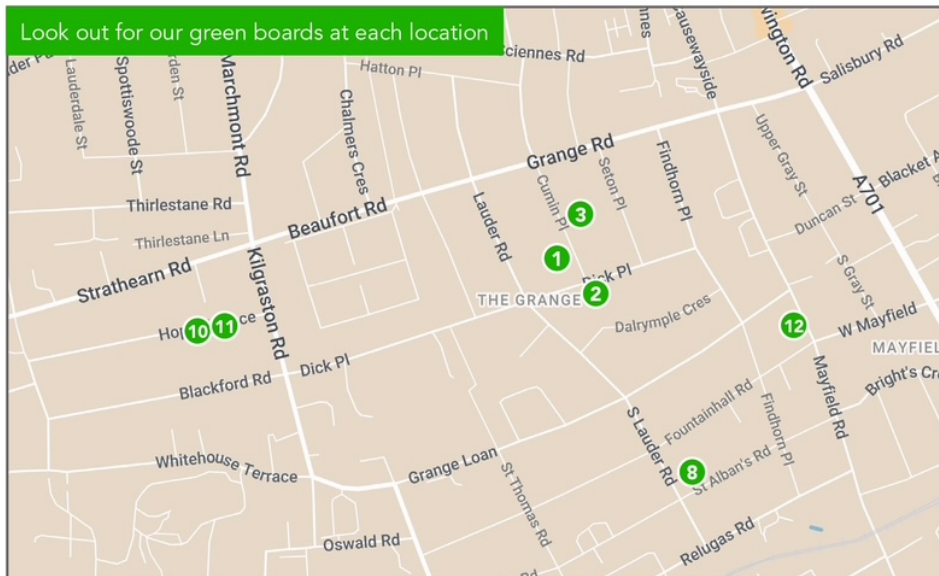 Look out for our green boards at each location
Sciennes Rd
Hatton Pl
Lauderdale St
Spottiswoode St
Marchmont Rd
Chalmers Cres
Causewayside
Salisbury Rd
Grange Rd
Beaufort Rd
Strathearn Rd
Thirlestane Rd
Thirlestane Ln
Kilgraston Rd
Lauder Rd
Cumin Pl
Seton Pl
Findhorn Pl
Upper Gray St
Duncan St
A701
S Gray St
W Mayfield
3
1
2
Dick Pl
THE GRANGE
Dalrymple Cres
10
11
12
Blackford Rd
Dick Pl
Mayfield Rd
Fountainhall Rd
Findhorn Pl
S Lauder Rd
8
St Alban's Rd
Whitehouse Terrace
Grange Loan
St Thomas Rd
Relugas Rd
Oswald Rd
Rd